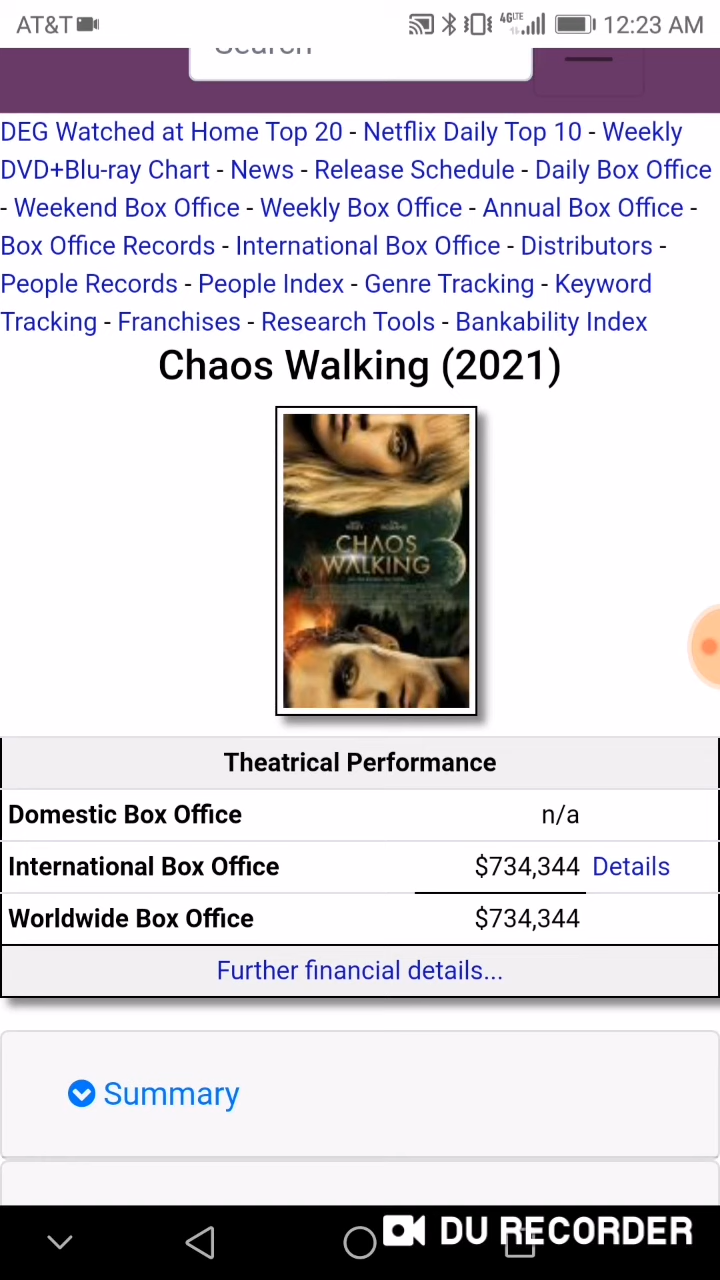 AT&T 4G LTE 12:23 AM
Search
DEG Watched at Home Top 20 - Netflix Daily Top 10 - Weekly
DVD+Blu-ray Chart - News - Release Schedule - Daily Box Office
- Weekend Box Office - Weekly Box Office - Annual Box Office -
Box Office Records - International Box Office - Distributors -
People Records - People Index - Genre Tracking - Keyword
Tracking - Franchises - Research Tools - Bankability Index
Chaos Walking (2021)
CHAOS
WALKING
Theatrical Performance
Domestic Box Office n/a
International Box Office $734,344 Details
Worldwide Box Office $734,344
Further financial details...
Summary
DU RECORDER